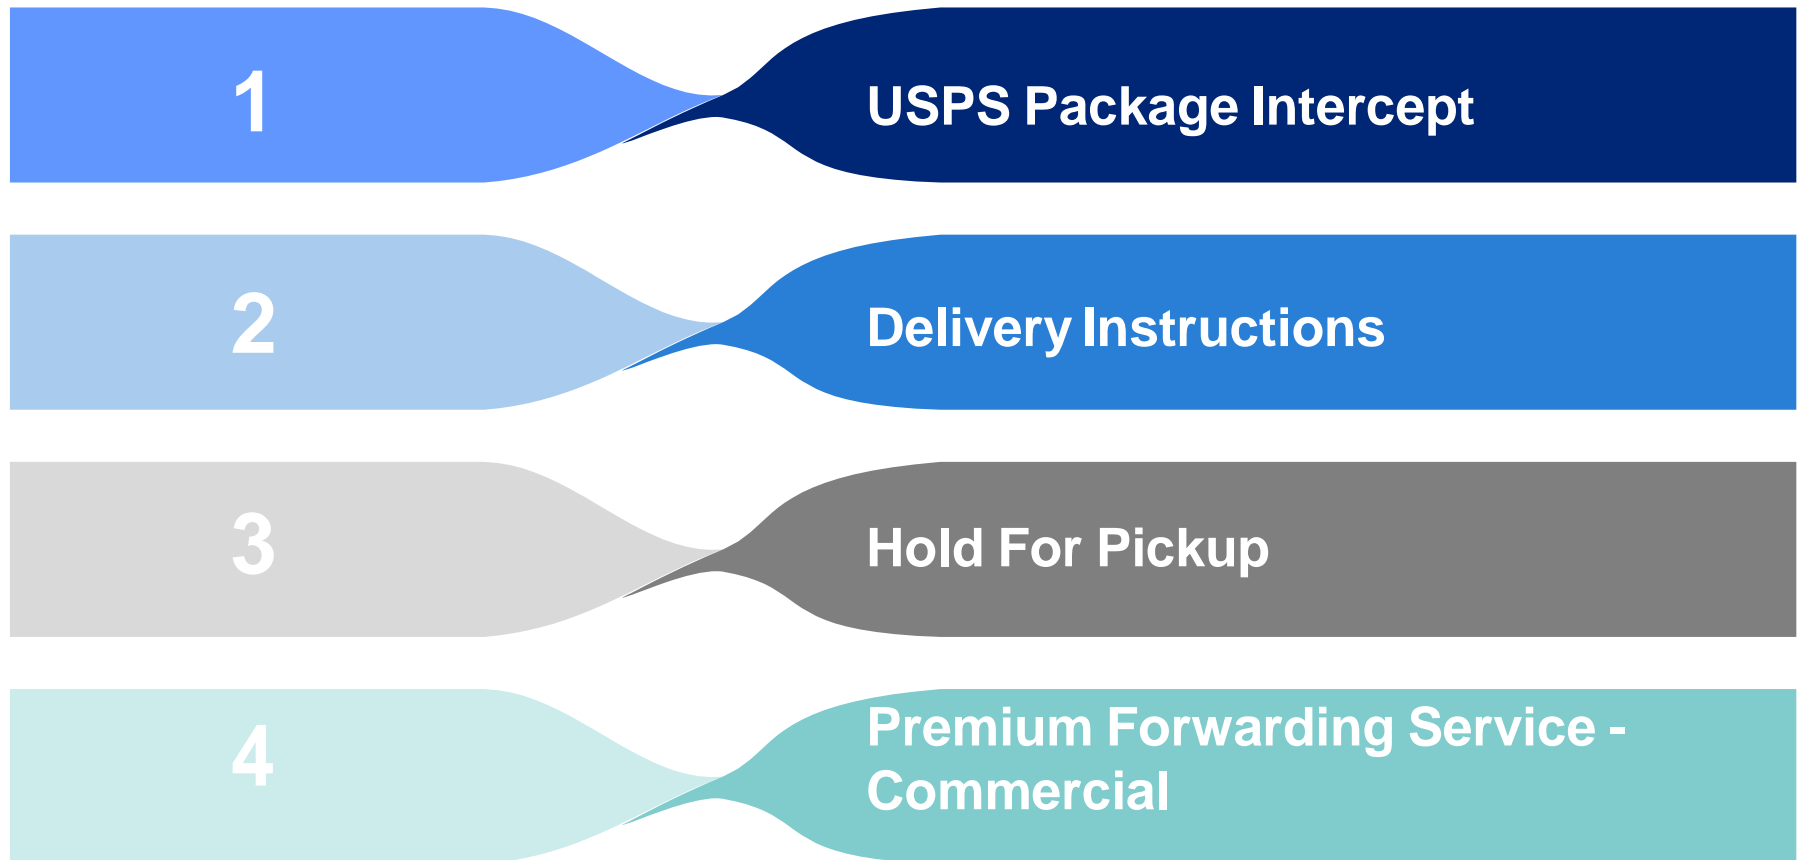 1
USPS Package Intercept
2
Delivery Instructions
3
Hold For Pickup
4
Premium Forwarding Service -
Commercial